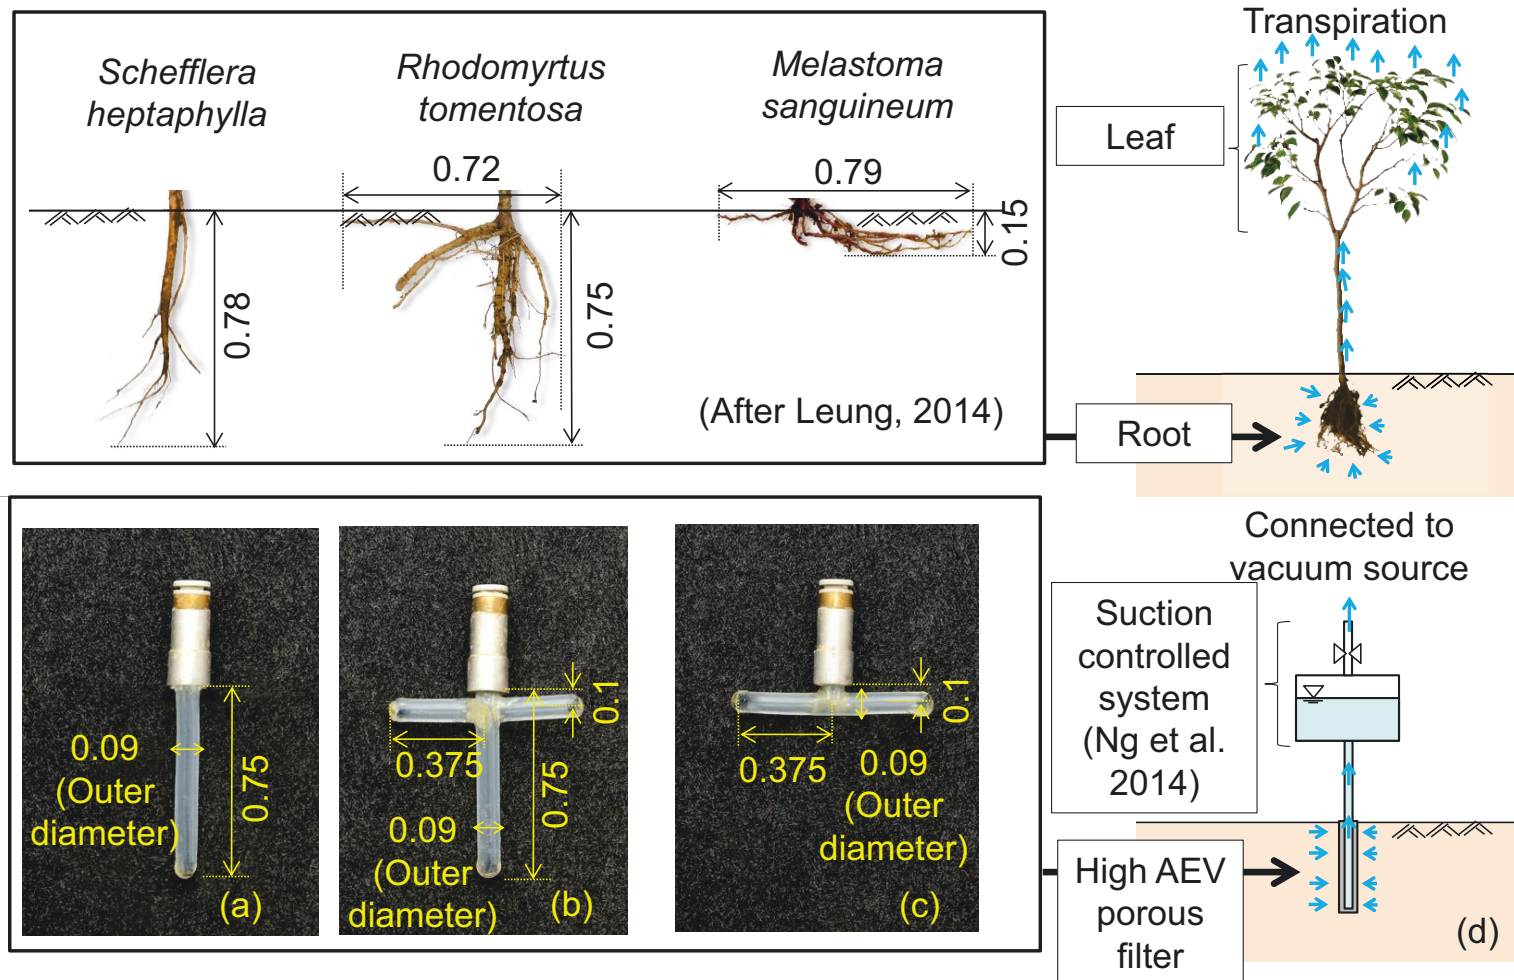 Schefflera
heptaphylla
Rhodomyrtus
tomentosa
Melastoma
sanguineum
0.72
0.79
0.78
0.75
0.15
(After Leung, 2014)
Transpiration
Leaf
Root
0.09
(Outer
diameter)
0.75
(a)
0.375
0.1
0.75
0.09
(Outer
diameter)
(b)
0.1
0.375
0.09
(Outer
diameter)
(c)
Connected to
vacuum source
Suction
controlled
system
(Ng et al.
2014)
High AEV
porous
filter
(d)